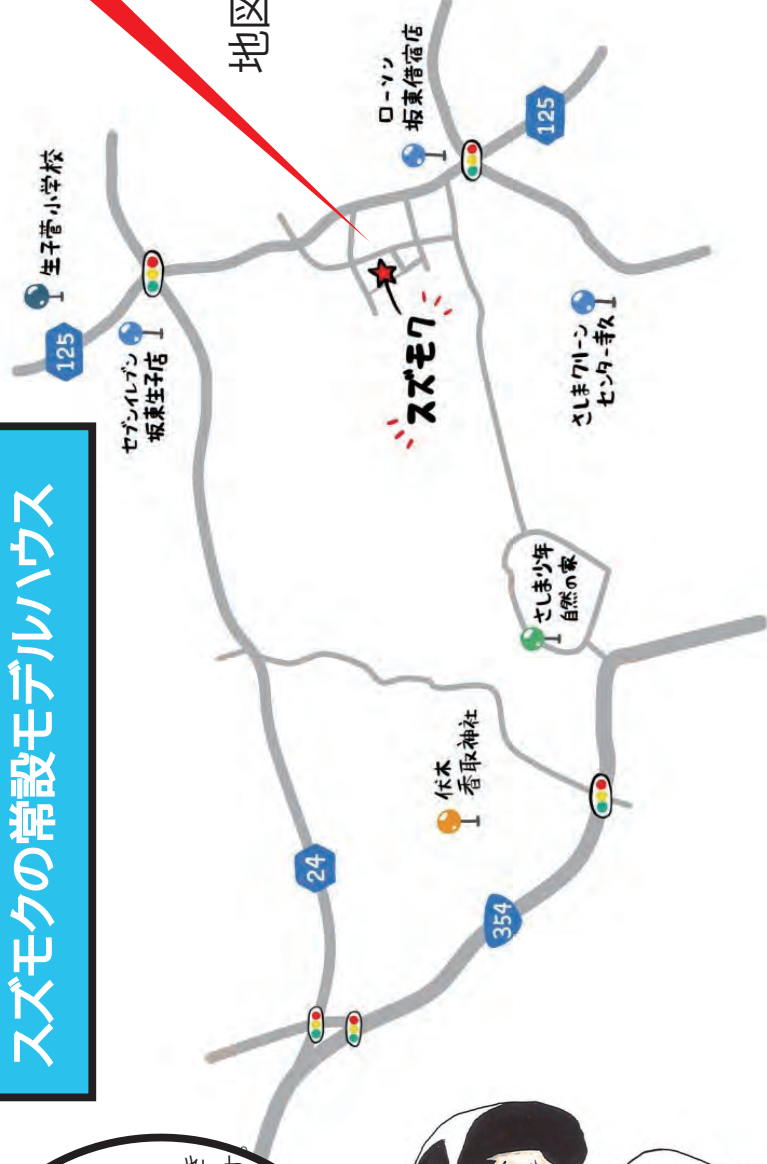 スズモクの常設モデルハウス
地図
生子菅小学校
125
セブンイレブン
坂東生子店
ローソン
坂東借宿店
125
スズモク
さしまクリーン
センター寺久
さしま少年
自然の家
伏木
香取神社
24
354